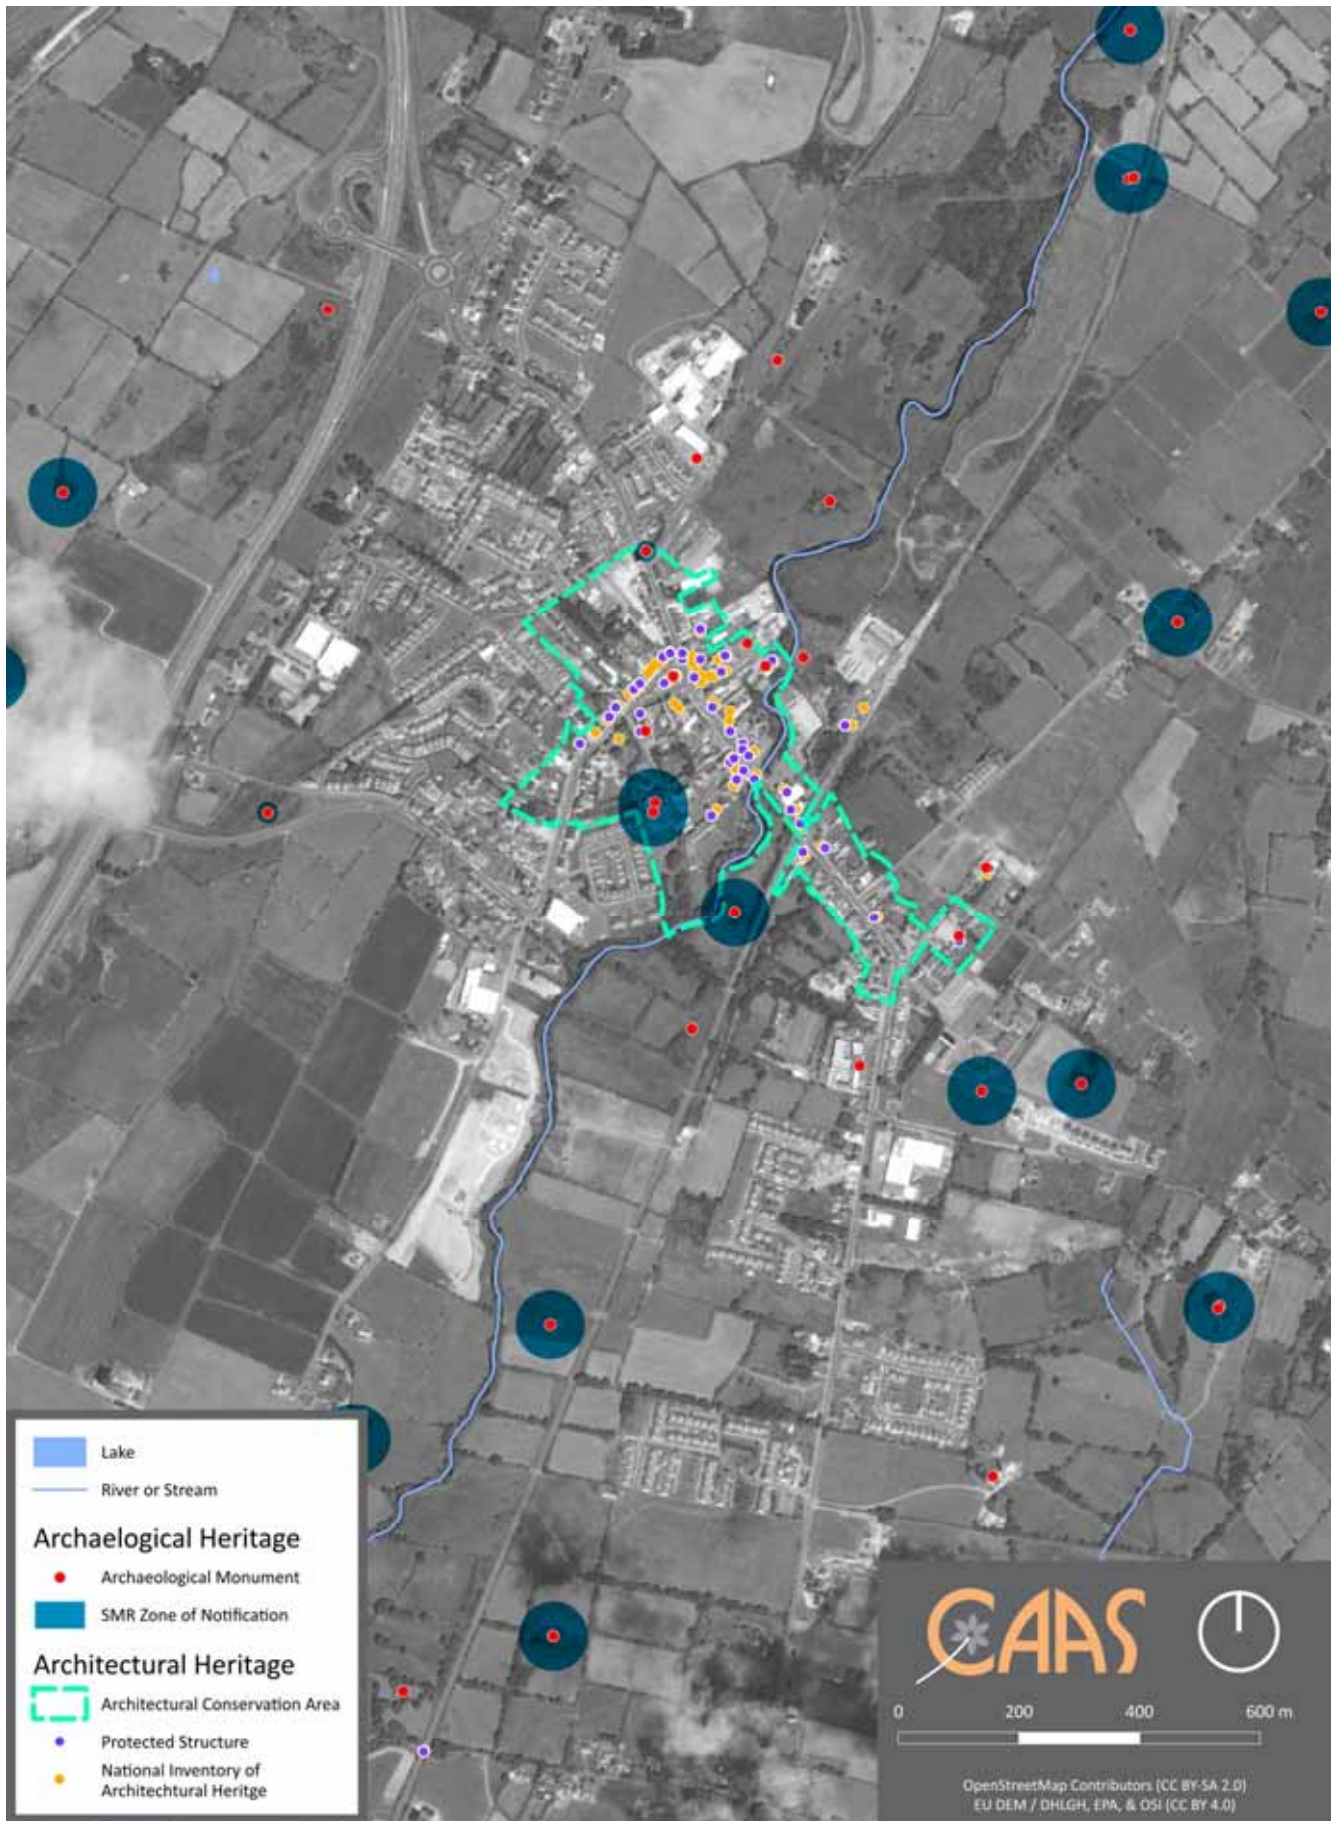 Lake
River or Stream
Archaelogical Heritage
Archaeological Monument
SMR Zone of Notification
Architectural Heritage
Architectural Conservation Area
Protected Structure
National Inventory of
Architechtural Heritge
CAAS
0 200 400 600 m
OpenStreetMap Contributors (CC BY-SA 2.0)
EU DEM / DHLGH, EPA, & OSI (CC BY 4.0)